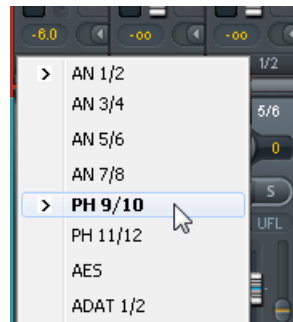 -6.0 -oo -oo
1/2
AN 1/2
AN 3/4
5/6
AN 5/6
0
AN 7/8
S
PH 9/10
UFL
PH 11/12
AES
ADAT 1/2